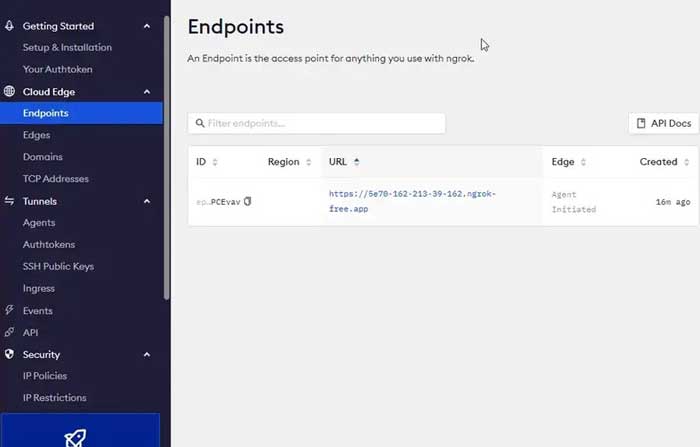 Getting Started
Setup & Installation
Your Authtoken
Cloud Edge
Endpoints
Edges
Domains
TCP Addresses
Tunnels
Agents
Authtokens
SSH Public Keys
Ingress
Events
API
Security
IP Policies
IP Restrictions
Endpoints
An Endpoint is the access point for anything you use with ngrok.
Filter endpoints...
API Docs
ID Region URL Edge Created
ep…PCEvav https://5e70-162-213-39-162.ngrok- Agent 16m ago
free.app Initiated